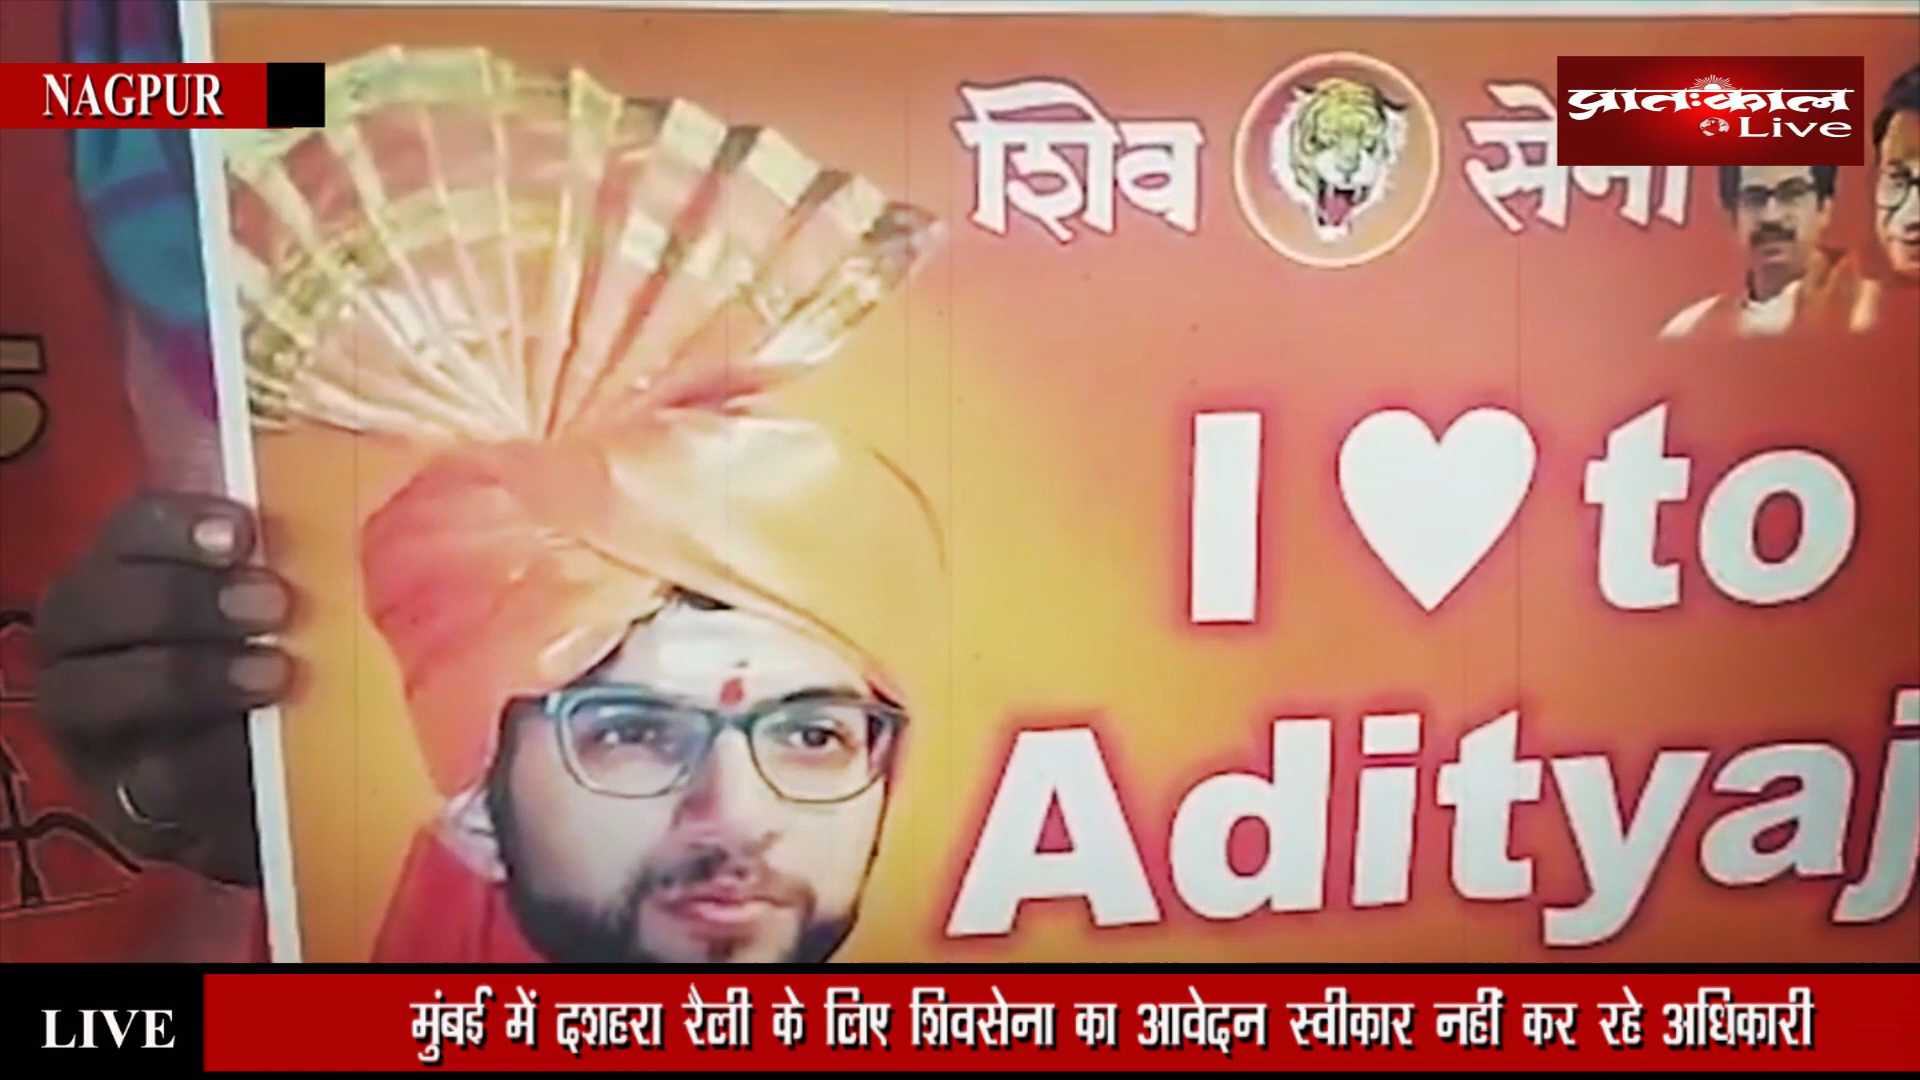 NAGPUR
प्रातःकाल
Live
शिव सेना
I ♥ to
Adityaj
LIVE
मुंबई में दशहरा रैली के लिए शिवसेना का आवेदन स्वीकार नहीं कर रहे अधिकारी